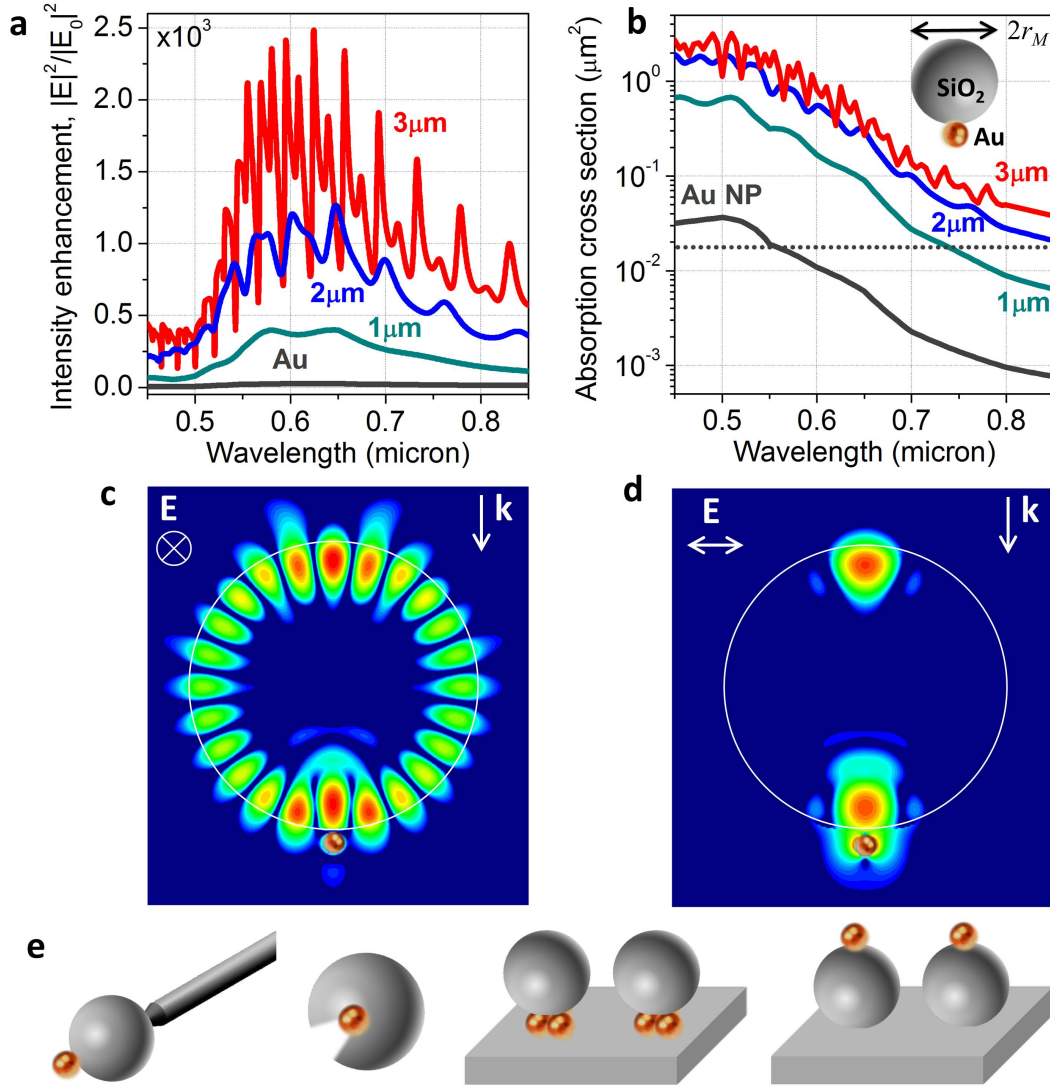 a
x10³
2.5
2.0
1.5
1.0
0.5
0.0
Intensity enhancement, |E|²/|E₀|²
3μm
2μm
1μm
Au
0.5 0.6 0.7 0.8
Wavelength (micron)
b
2r_M
SiO₂
Au
10⁰
10⁻¹
10⁻²
10⁻³
Absorption cross section (μm²)
Au NP
3μm
2μm
1μm
0.5 0.6 0.7 0.8
Wavelength (micron)
c
E
k
d
E
k
e